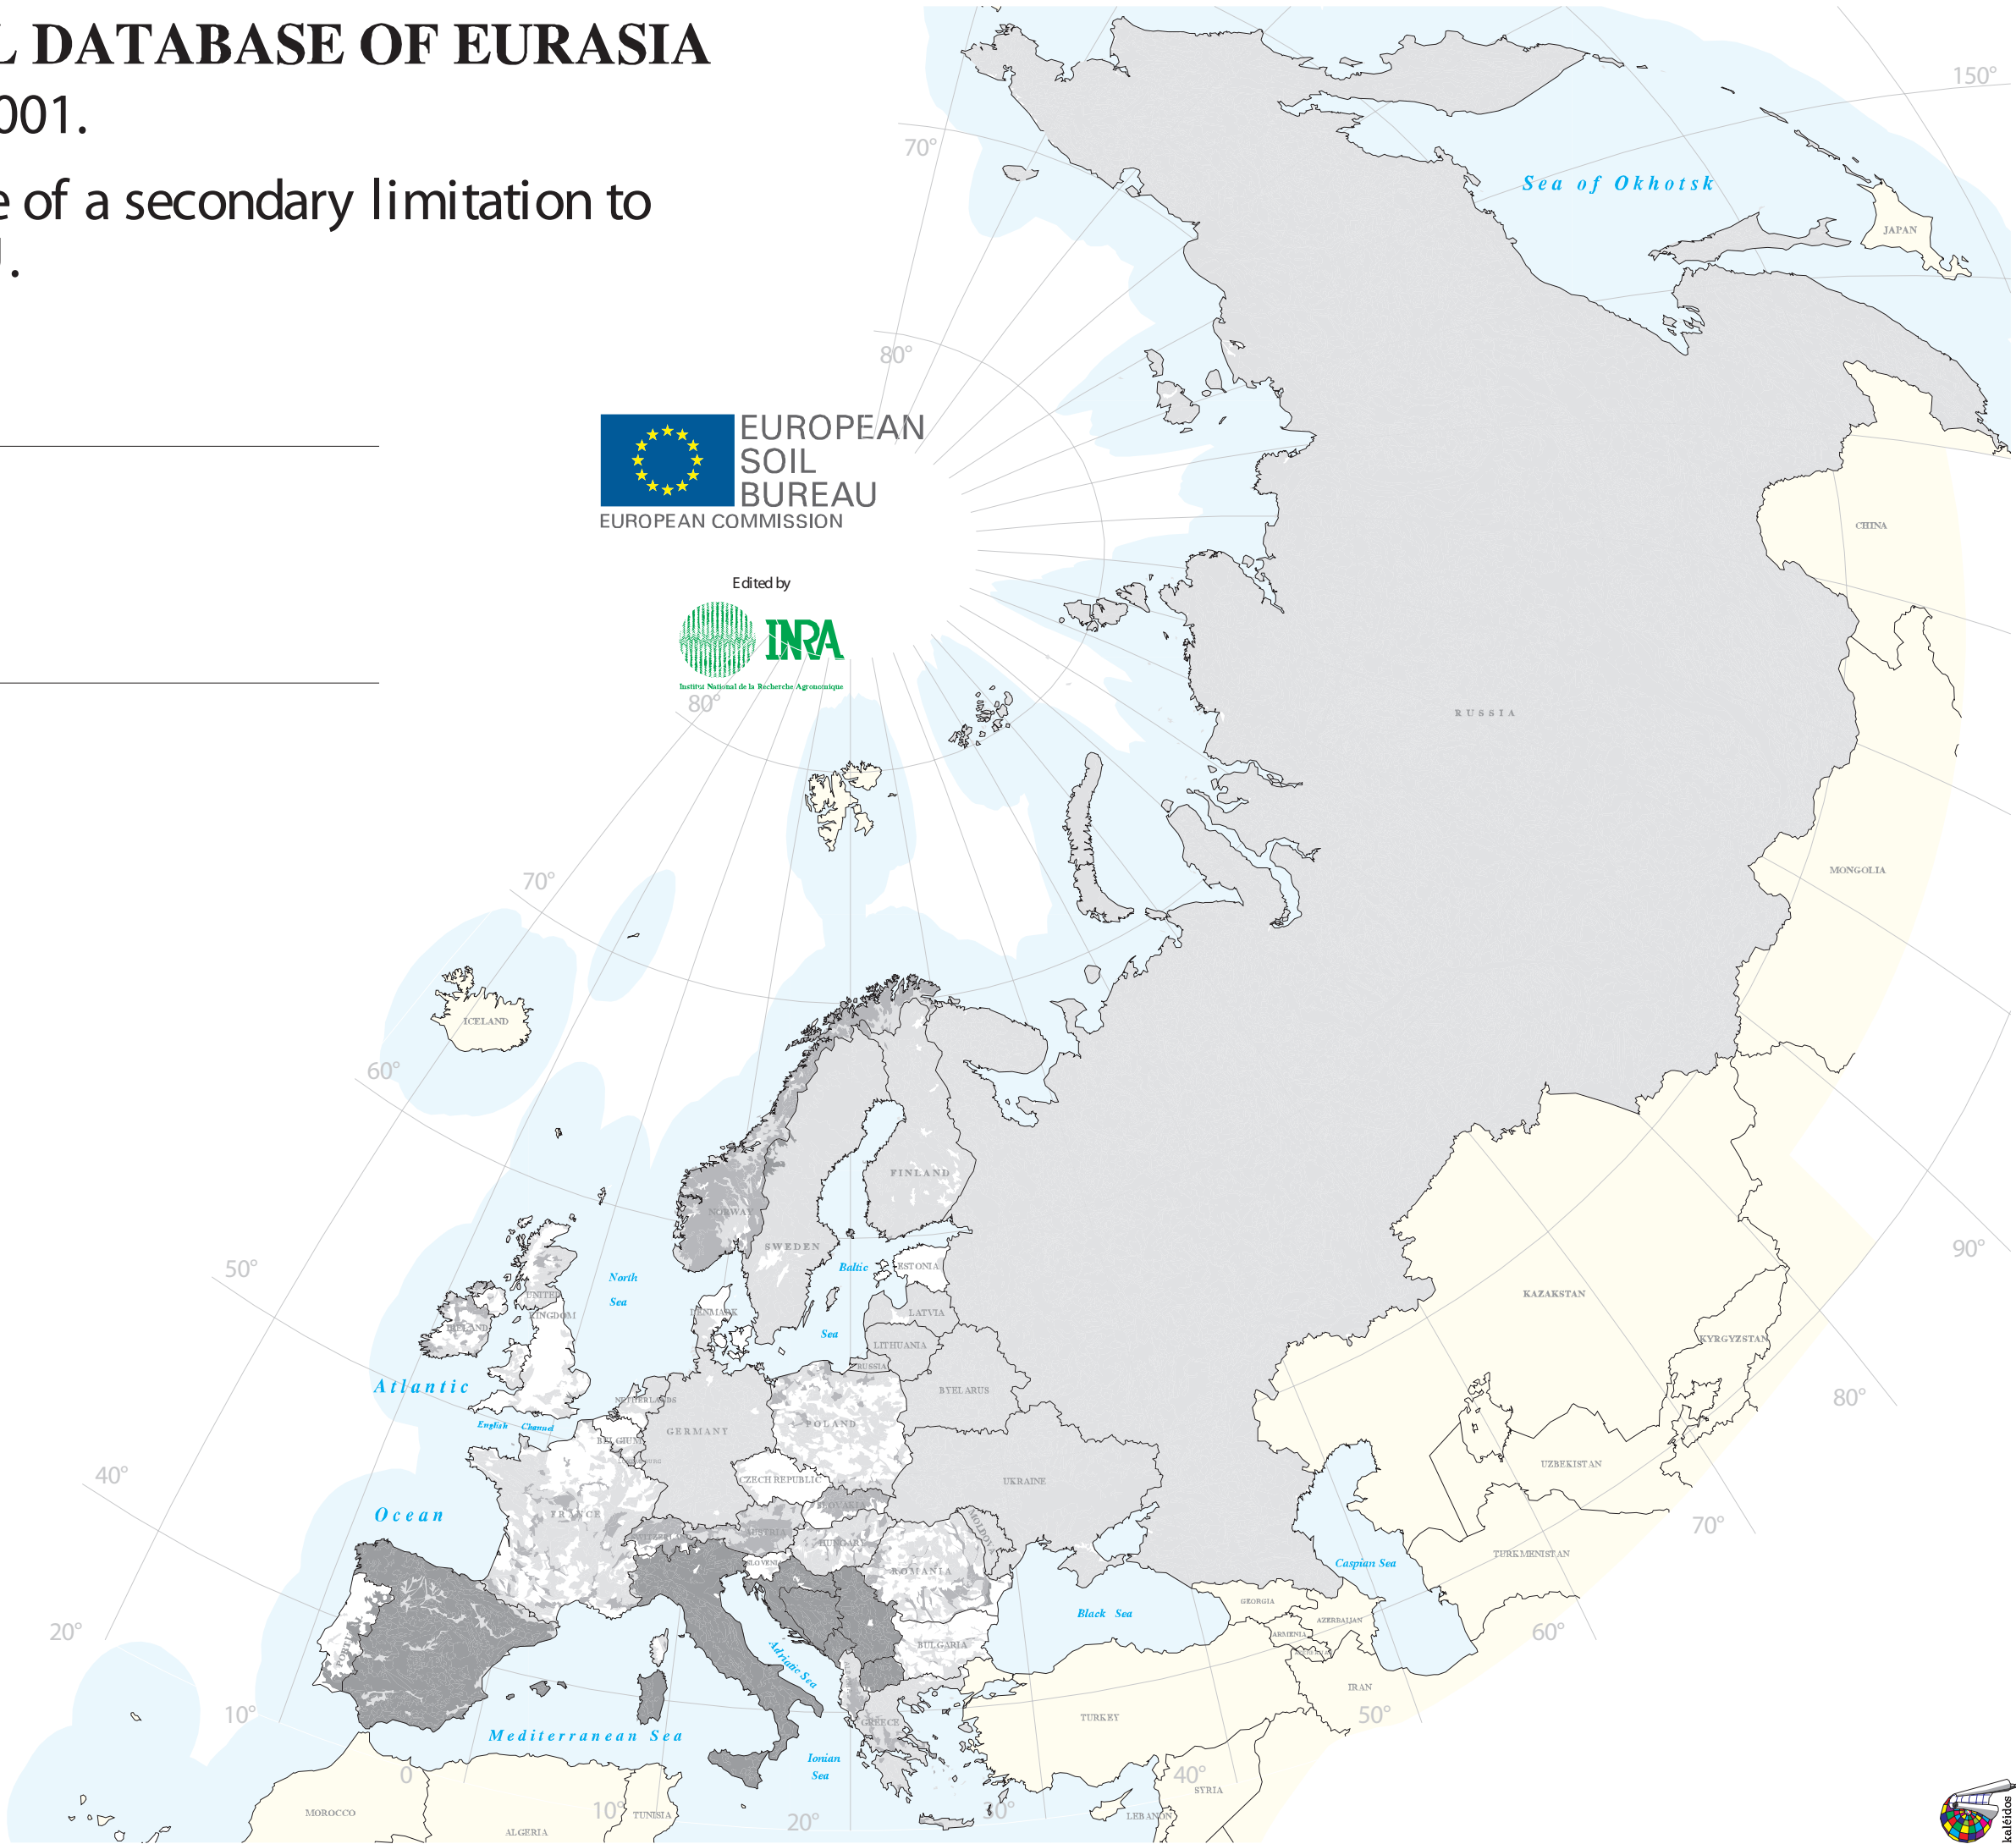 L DATABASE OF EURASIA
001.
e of a secondary limitation to
.
EUROPEAN
SOIL
BUREAU
EUROPEAN COMMISSION
Edited by
INRA
Institut National de la Recherche Agronomique
150°
70°
Sea of Okhotsk
JAPAN
80°
CHINA
RUSSIA
80°
MONGOLIA
70°
ICELAND
60°
FINLAND
NORWAY
SWEDEN
50°
Baltic
ESTONIA
North
Sea
90°
UNITED
KINGDOM
DENMARK
LATVIA
KAZAKSTAN
IRELAND
Sea
LITHUANIA
KYRGYZSTAN
RUSSIA
Atlantic
BYELARUS
NETHERLANDS
80°
English Channel
POLAND
GERMANY
BELGIUM
40°
CZECH REPUBLIC
UKRAINE
UZBEKISTAN
Ocean
FRANCE
SLOVAKIA
MOLDOVA
70°
SWITZERLAND
AUSTRIA
HUNGARY
TURKMENISTAN
SLOVENIA
ROMANIA
Caspian Sea
GEORGIA
Black Sea
AZERBAIJAN
20°
PORTUGAL
ARMENIA
60°
BULGARIA
Adriatic Sea
IRAN
10°
GREECE
TURKEY
50°
Mediterranean Sea
Ionian
Sea
0
40°
SYRIA
MOROCCO
10°
TUNISIA
20°
30°
LEBANON
ALGERIA
kaléidos